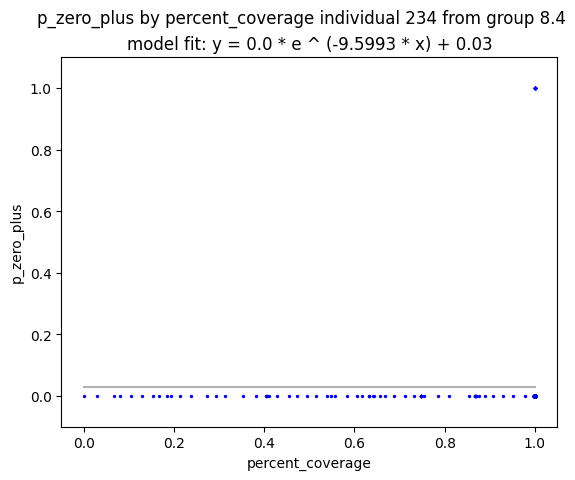 p_zero_plus by percent_coverage individual 234 from group 8.4
model fit: y = 0.0 * e ^ (-9.5993 * x) + 0.03
1.0
0.8
0.6
0.4
0.2
0.0
p_zero_plus
0.0 0.2 0.4 0.6 0.8 1.0
percent_coverage